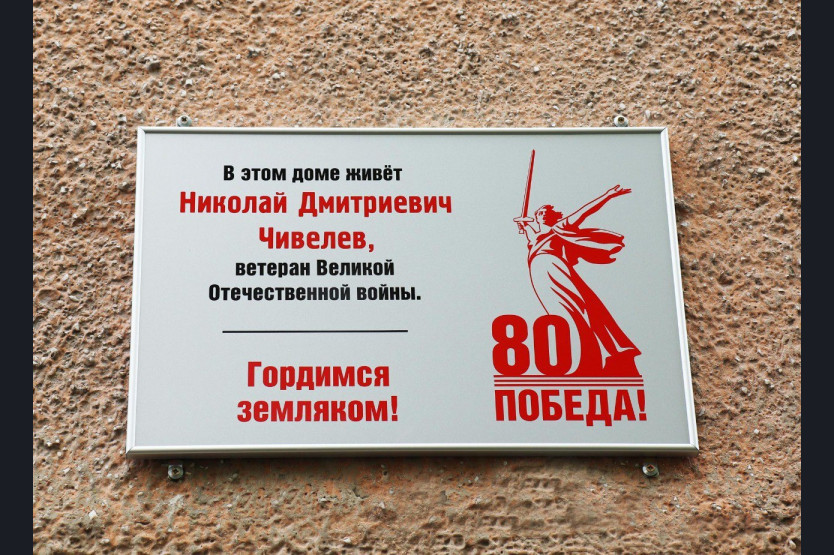 В этом доме живёт
Николай Дмитриевич
Чивелев,
ветеран Великой
Отечественной войны.
Гордимся
земляком!
80
ПОБЕДА!